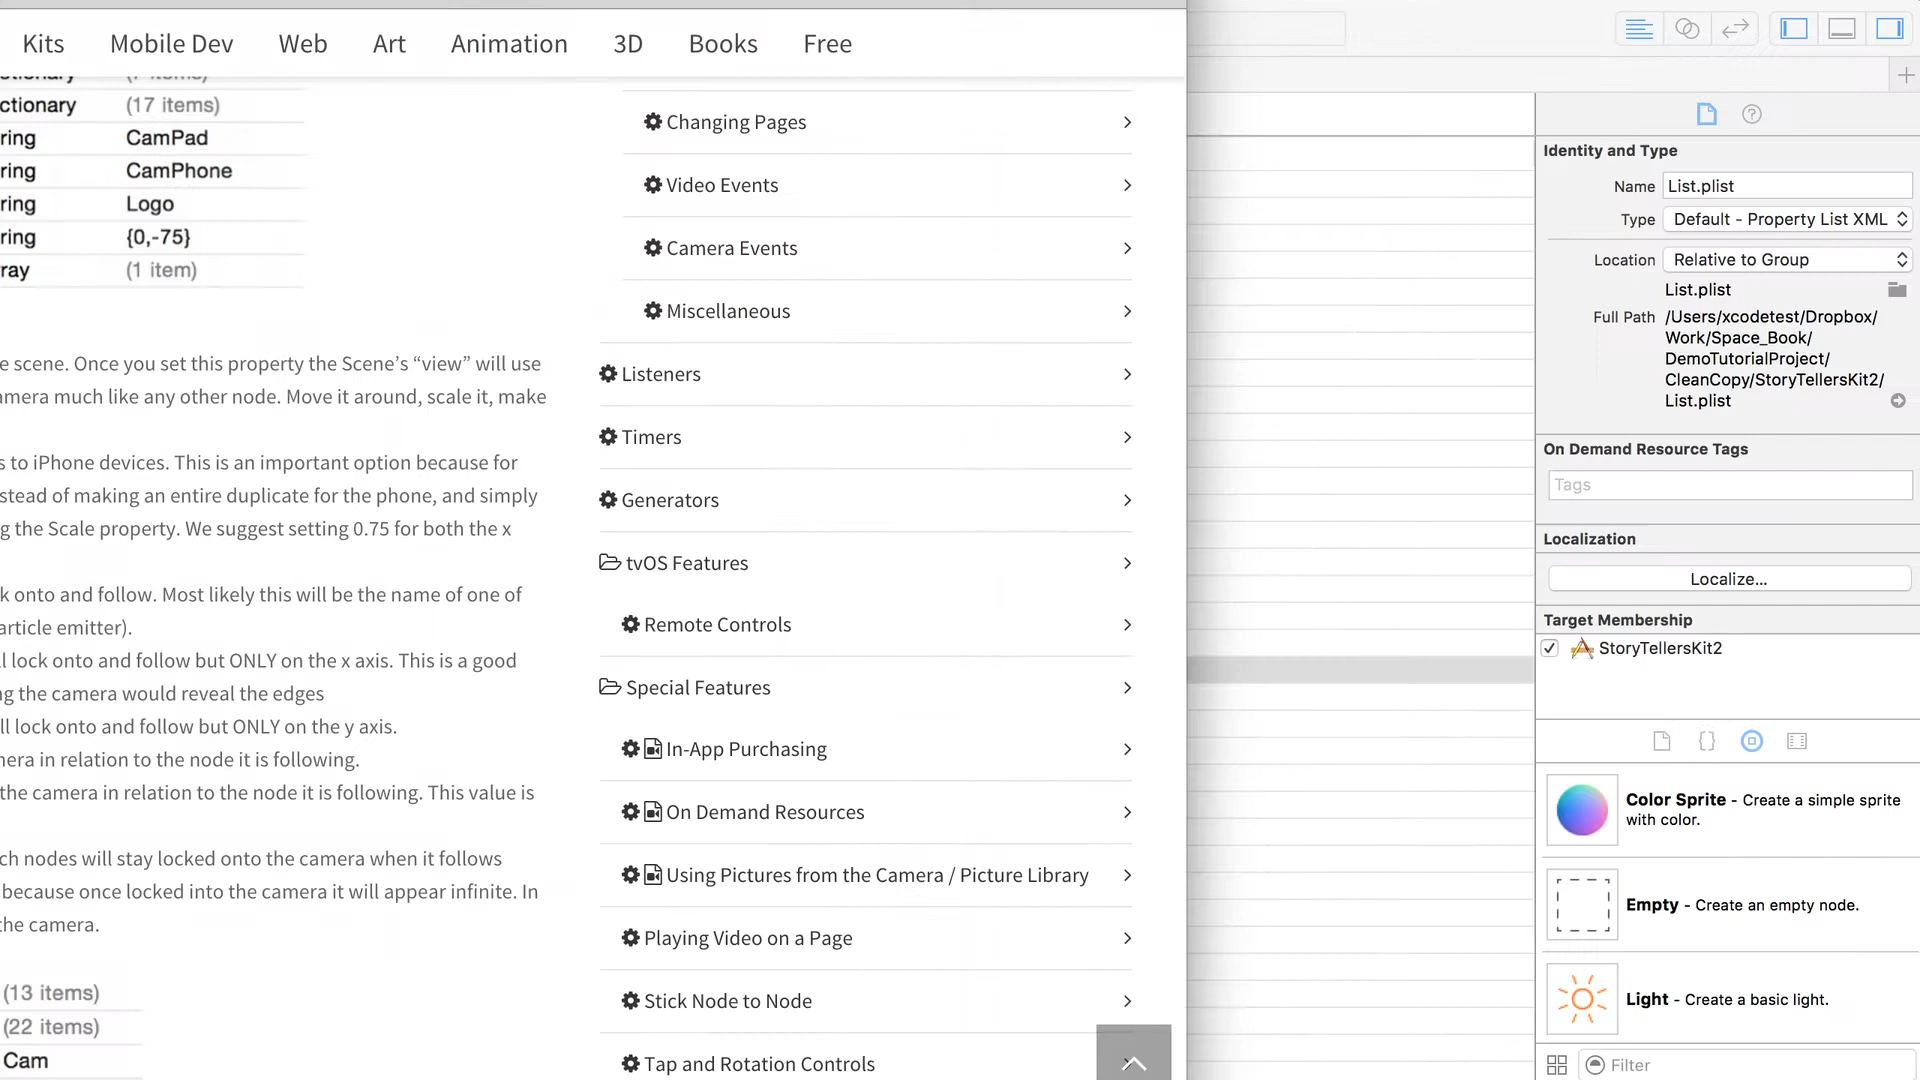 Kits Mobile Dev Web Art Animation 3D Books Free
ctionary (17 items)
ring CamPad
ring CamPhone
ring Logo
ring {0,-75}
ray (1 item)
e scene. Once you set this property the Scene’s “view” will use
amera much like any other node. Move it around, scale it, make
s to iPhone devices. This is an important option because for
stead of making an entire duplicate for the phone, and simply
g the Scale property. We suggest setting 0.75 for both the x
k onto and follow. Most likely this will be the name of one of
article emitter).
ll lock onto and follow but ONLY on the x axis. This is a good
ng the camera would reveal the edges
ll lock onto and follow but ONLY on the y axis.
nera in relation to the node it is following.
the camera in relation to the node it is following. This value is
ch nodes will stay locked onto the camera when it follows
because once locked into the camera it will appear infinite. In
the camera.
(13 items)
(22 items)
Cam
Changing Pages
Video Events
Camera Events
Miscellaneous
Listeners
Timers
Generators
tvOS Features
Remote Controls
Special Features
In-App Purchasing
On Demand Resources
Using Pictures from the Camera / Picture Library
Playing Video on a Page
Stick Node to Node
Tap and Rotation Controls
Identity and Type
Name List.plist
Type Default - Property List XML
Location Relative to Group
List.plist
Full Path /Users/xcodetest/Dropbox/
Work/Space_Book/
DemoTutorialProject/
CleanCopy/StoryTellersKit2/
List.plist
On Demand Resource Tags
Tags
Localization
Localize...
Target Membership
StoryTellersKit2
Color Sprite - Create a simple sprite
with color.
Empty - Create an empty node.
Light - Create a basic light.
Filter